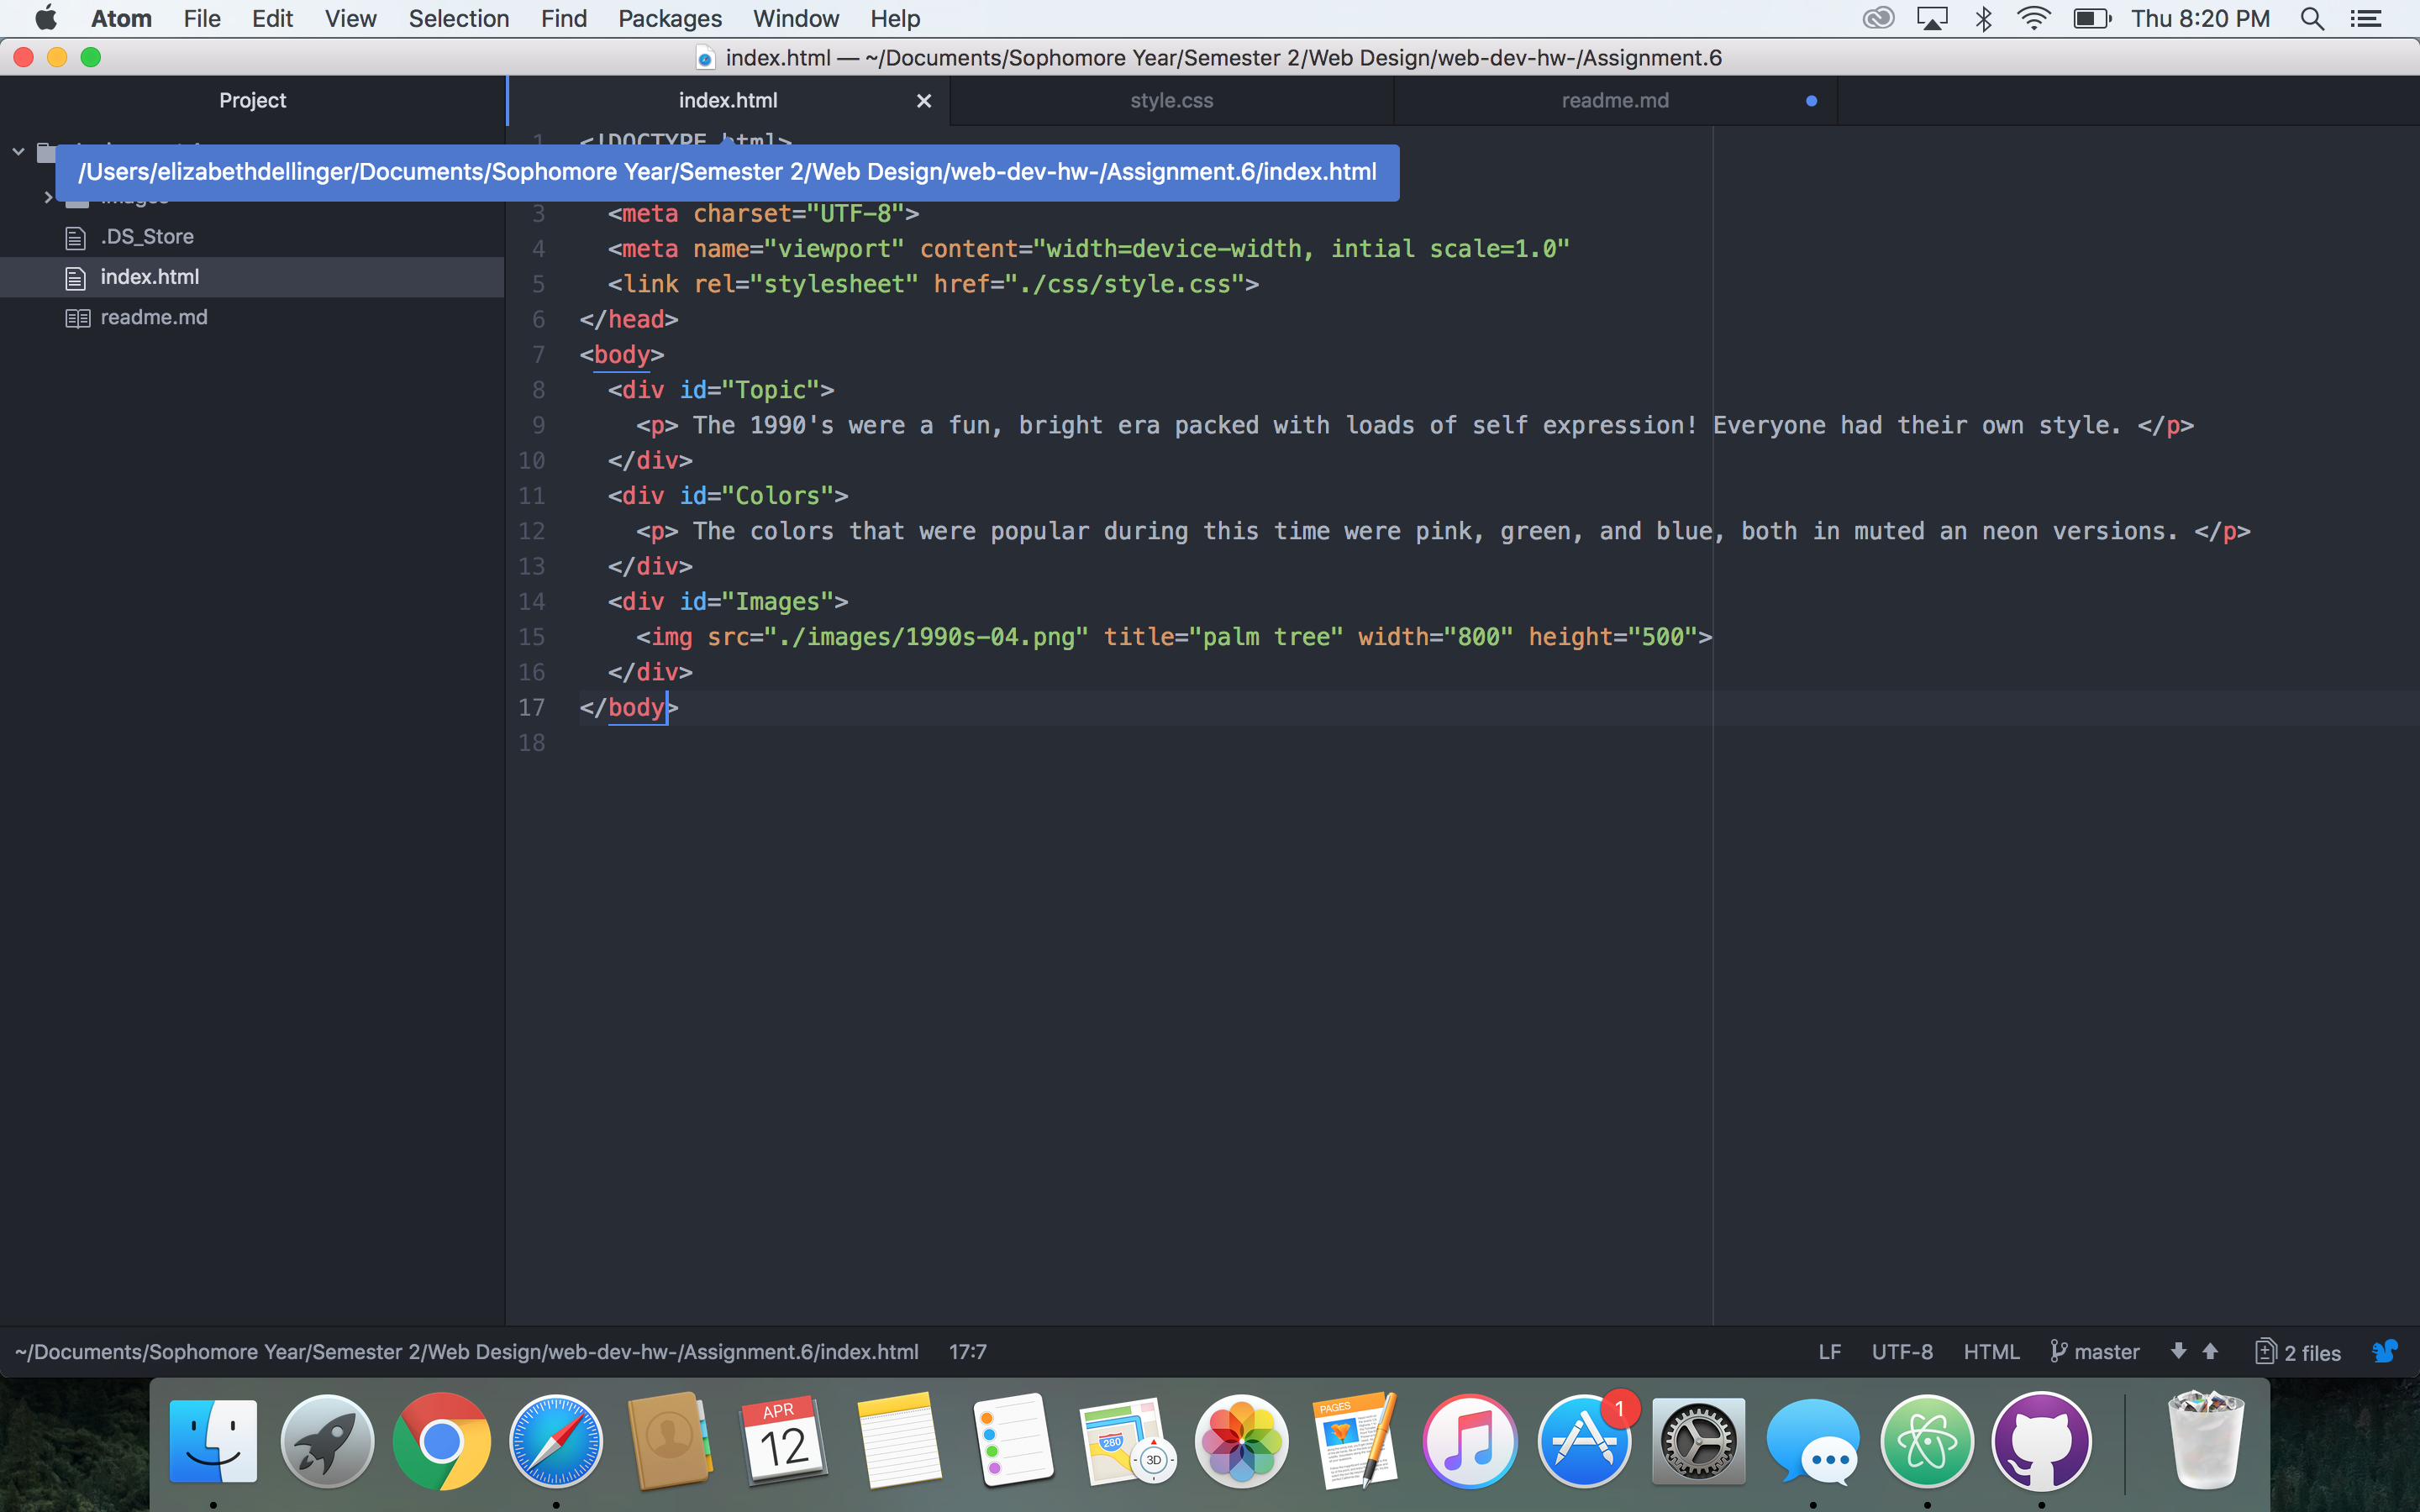 Atom File Edit View Selection Find Packages Window Help Thu 8:20 PM
index.html — ~/Documents/Sophomore Year/Semester 2/Web Design/web-dev-hw-/Assignment.6
Project index.html style.css readme.md
1 <!DOCTYPE html>
/Users/elizabethdellinger/Documents/Sophomore Year/Semester 2/Web Design/web-dev-hw-/Assignment.6/index.html
images
.DS_Store
index.html
readme.md
3 <meta charset="UTF-8">
4 <meta name="viewport" content="width=device-width, intial scale=1.0"
5 <link rel="stylesheet" href="./css/style.css">
6 </head>
7 <body>
8 <div id="Topic">
9 <p> The 1990's were a fun, bright era packed with loads of self expression! Everyone had their own style. </p>
10 </div>
11 <div id="Colors">
12 <p> The colors that were popular during this time were pink, green, and blue, both in muted an neon versions. </p>
13 </div>
14 <div id="Images">
15 <img src="./images/1990s-04.png" title="palm tree" width="800" height="500">
16 </div>
17 </body>
18
~/Documents/Sophomore Year/Semester 2/Web Design/web-dev-hw-/Assignment.6/index.html 17:7 LF UTF-8 HTML master 2 files
APR
12
280
3D
PAGES
1